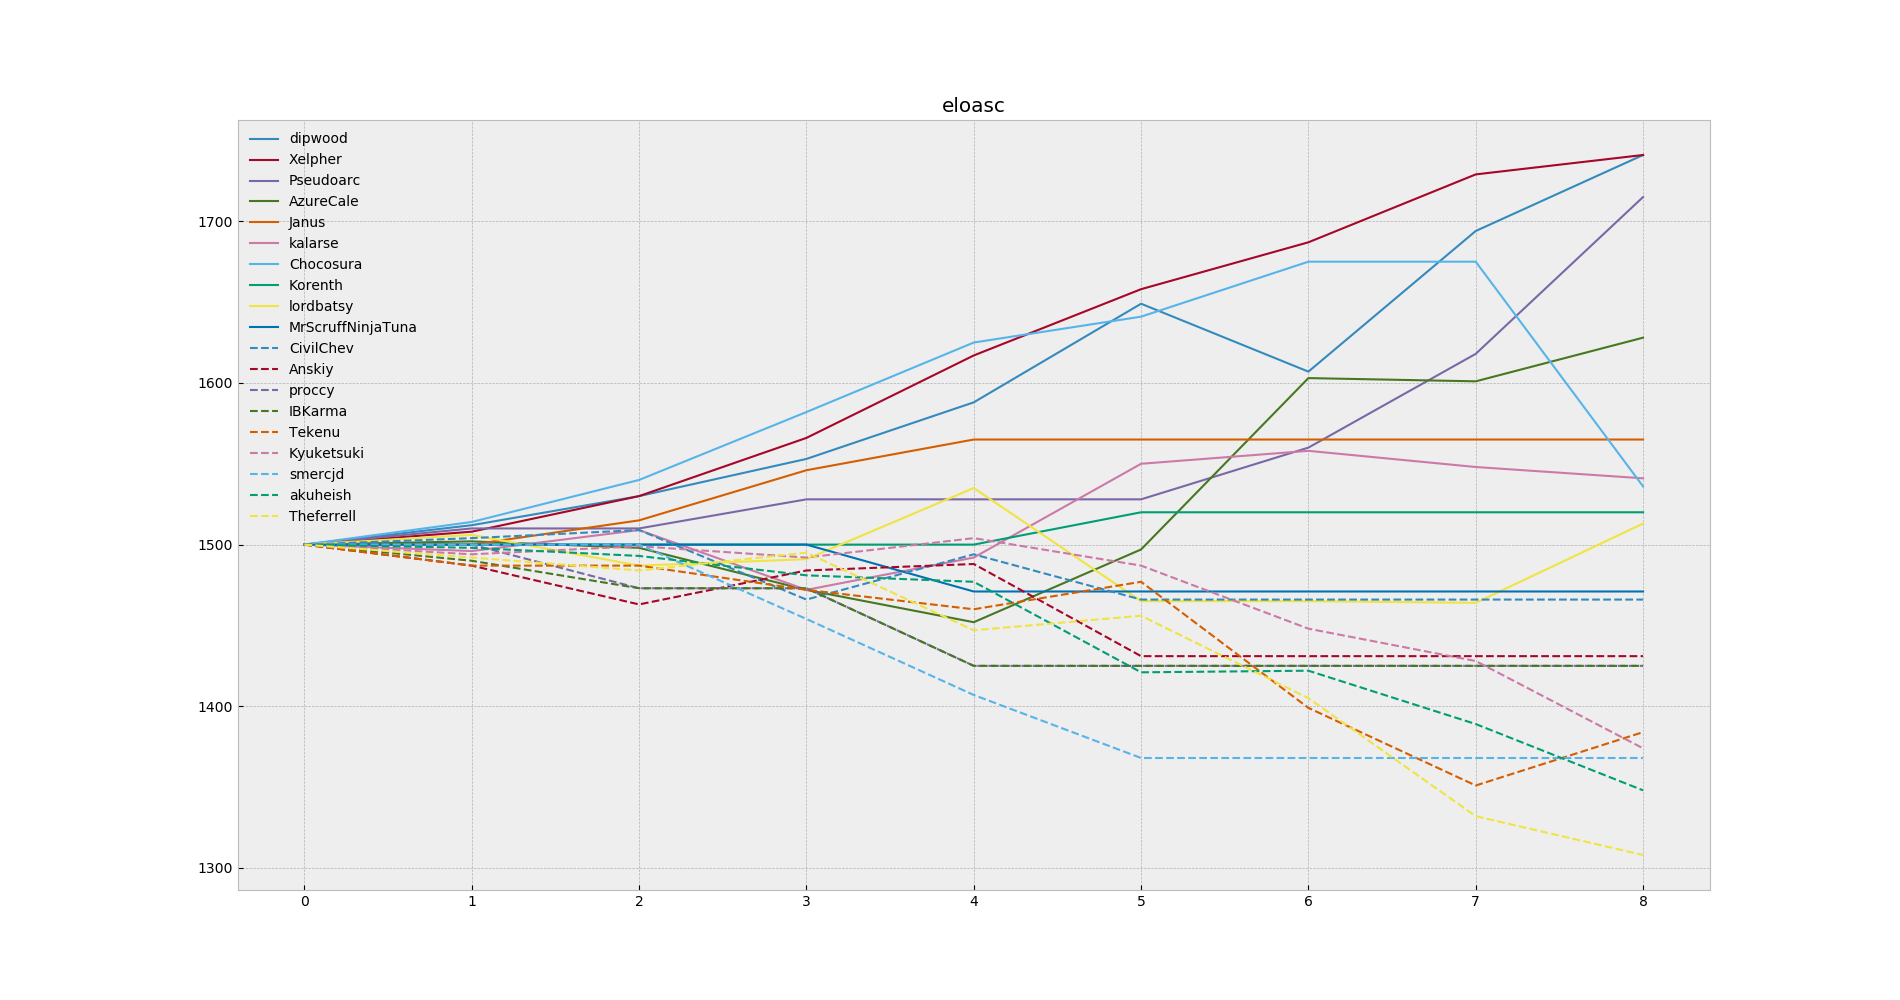 eloasc
dipwood
Xelpher
Pseudoarc
AzureCale
1700
Janus
kalarse
Chocosura
Korenth
lordbatsy
MrScruffNinjaTuna
CivilChev
Anskiy
1600
proccy
IBKarma
Tekenu
Kyuketsuki
smercjd
akuheish
Theferrell
1500
1400
1300
0 1 2 3 4 5 6 7 8